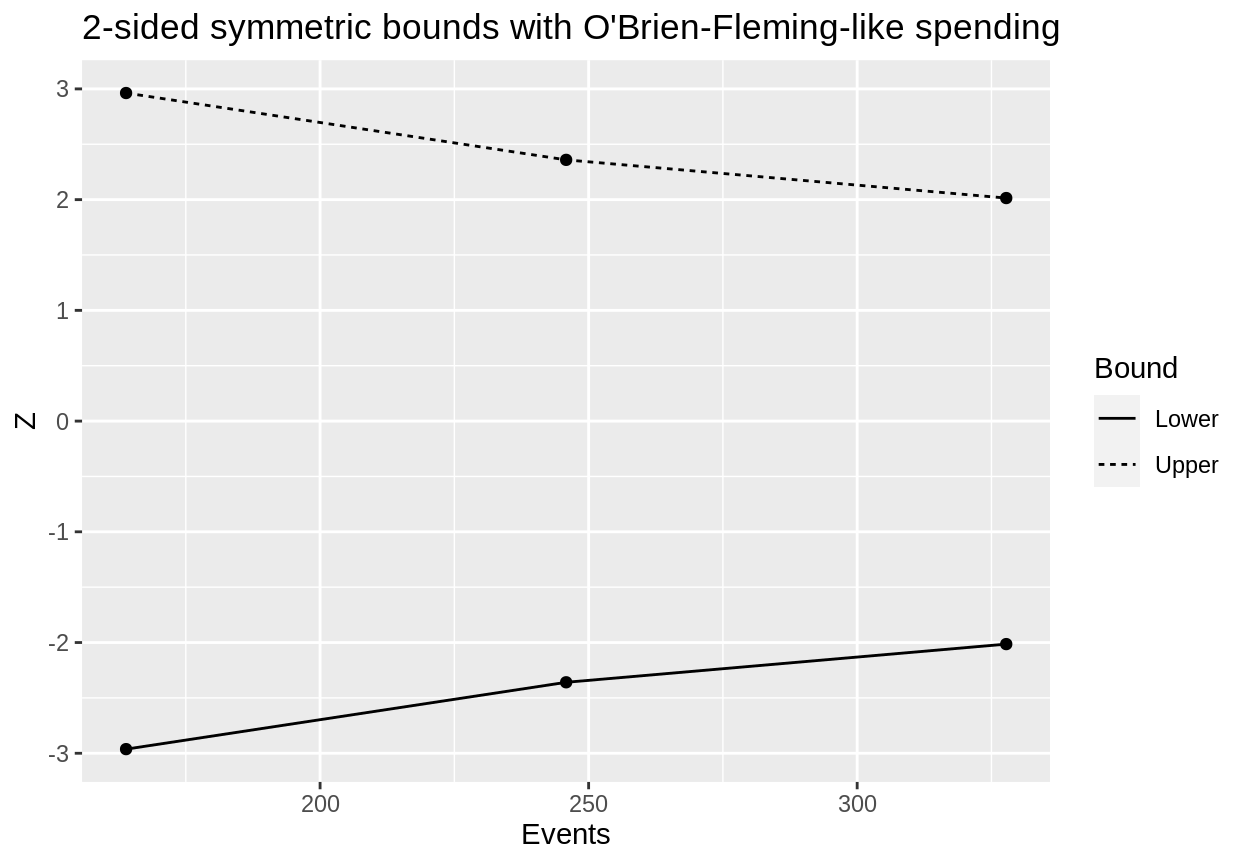 2-sided symmetric bounds with O'Brien-Fleming-like spending
3
2
1
0
-1
-2
-3
Z
200 250 300
Events
Bound
Lower
Upper